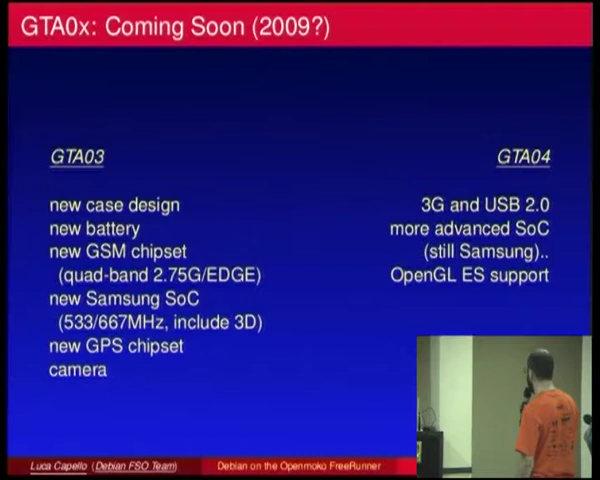 GTA0x: Coming Soon (2009?)
GTA03
new case design
new battery
new GSM chipset
(quad-band 2.75G/EDGE)
new Samsung SoC
(533/667MHz, include 3D)
new GPS chipset
camera
GTA04
3G and USB 2.0
more advanced SoC
(still Samsung)..
OpenGL ES support
Luca Capello (Debian FSO Team)
Debian on the Openmoko FreeRunner